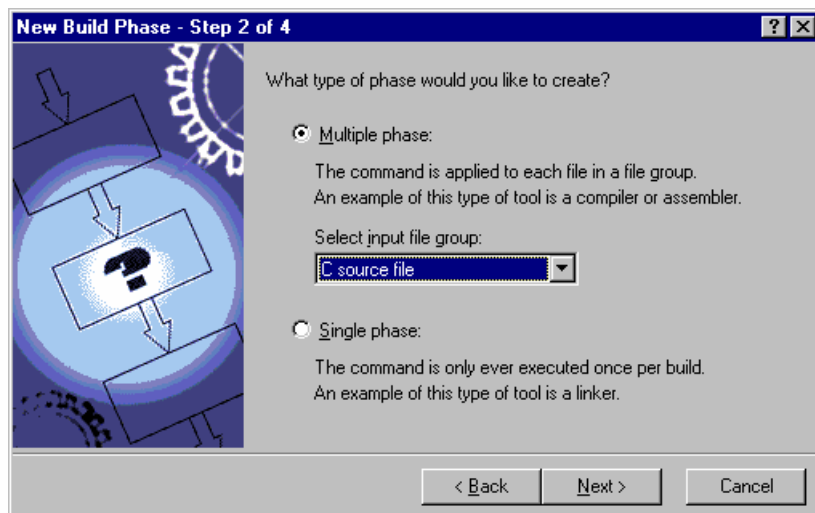 New Build Phase - Step 2 of 4
What type of phase would you like to create?
Multiple phase:
The command is applied to each file in a file group.
An example of this type of tool is a compiler or assembler.
Select input file group:
C source file
Single phase:
The command is only ever executed once per build.
An example of this type of tool is a linker.
< Back
Next >
Cancel